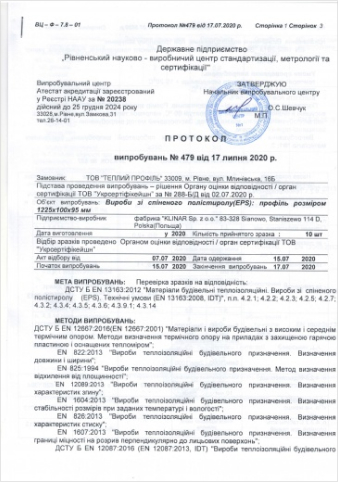 ВЦ – Ф – 7.8 – 01 Протокол №479 від 17.07.2020 р. Сторінка 1 Сторінок 3
Державне підприємство
„Рівненський науково - виробничий центр стандартизації, метрології та
сертифікації"
Випробувальний центр
Атестат акредитації зареєстрований
у Реєстрі НААУ за № 20238
дійсний до 25 грудня 2024 року
33028,м.Рівне,вул.Замкова,31
тел.26-14-01
ЗАТВЕРДЖУЮ
Начальник випробувального центру
О.С.Шевчук
М.П.
ПРОТОКОЛ
випробувань № 479 від 17 липня 2020 р.
Замовник: ТОВ "ТЕПЛИЙ ПРОФІЛЬ" 33009, м. Рівне, вул. Млинівська, 16Б
Підстава проведення випробувань – рішення Органу оцінки відповідності / орган
сертифікації ТОВ "Укрсертифікейшн" за № 288-Б/Д від 02.07.2020 р.
Об'єкт випробувань: Вироби зі спіненого полістиролу(EPS): профіль розміром
1225х100х95 мм
Підприємство-виробник фабрика "KLINAR Sp. z o.o." 83-328 Sianowo, Staniszewo 114 D,
Polska(Польща)
Дата виготовлення у 2020 Кількість прийнятого зразка : 10 шт
Відбір зразків проведено Органом оцінки відповідності / орган сертифікації ТОВ
"Укрсертифікейшн"
Акт відбору від 07.07 2020 Дата одержання 15.07 2020
Початок випробувань 15.07 2020 Закінчення випробувань 17.07 2020
МЕТА ВИПРОБУВАНЬ: Перевірка зразків на відповідність:
ДСТУ Б EN 13163:2012 "Матеріали будівельні теплоізоляційні. Вироби зі спіненого
полістиролу (EPS). Технічні умови (EN 13163:2008, IDT)", п.п. 4.2.1; 4.2.2; 4.2.3; 4.2.5; 4.2.7;
4.3.2; 4.3.4; 4.3.5; 4.3.6; 4.3.9.1; 4.3.14
МЕТОДИ ВИПРОБУВАНЬ:
ДСТУ Б EN 12667:2016(EN 12667:2001) "Матеріали і вироби будівельні з високим і середнім
термічним опором. Методи визначення термічного опору на приладах з захищеною гарячою
пластиною і оснащених тепломіром".
EN 822:2013 "Вироби теплоізоляційні будівельного призначення. Визначення
довжини і ширини";
EN 825:1994 "Вироби теплоізоляційні будівельного призначення. Метод визначення
відхилення від площинності";
EN 12089:2013 "Вироби теплоізоляційні будівельного призначення. Визначення
характеристик згину";
EN 1604:2013 "Вироби теплоізоляційні будівельного призначення. Визначення
стабільності розмірів при заданих температурі і вологості";
EN 826:2013 "Вироби теплоізоляційні будівельного призначення. Визначення
характеристик стиску";
EN 1607:2013 "Вироби теплоізоляційні будівельного призначення. Визначення
границі міцності на розрив перпендикулярно до лицьових поверхонь";
ДСТУ Б EN 12087:2016 (EN 12087:2013, IDT) "Вироби теплоізоляційні будівельного